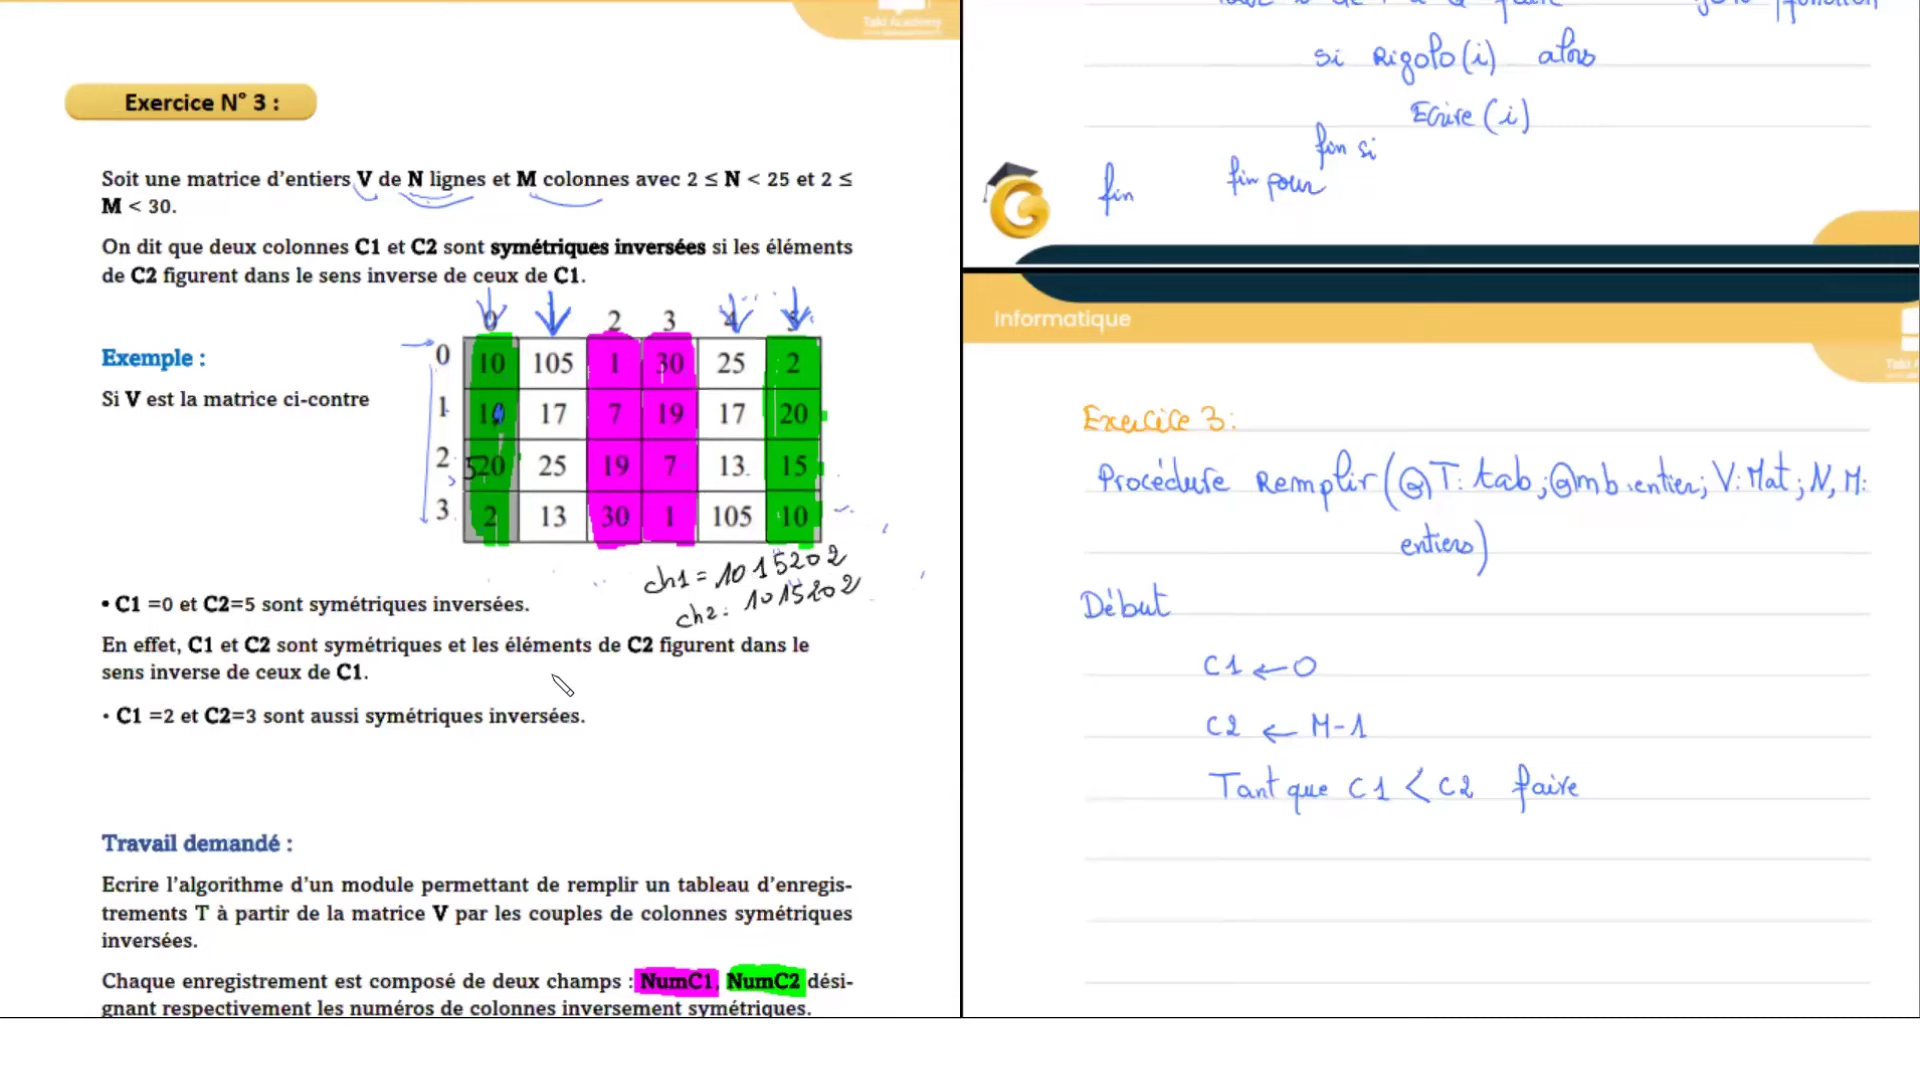 Taki Academy
Exercice N° 3 :
Soit une matrice d'entiers V de N lignes et M colonnes avec 2 ≤ N < 25 et 2 ≤
M < 30.
On dit que deux colonnes C1 et C2 sont symétriques inversées si les éléments
de C2 figurent dans le sens inverse de ceux de C1.
0 2 3 4 5
Exemple :
Si V est la matrice ci-contre
0 10 105 1 30 25 2
1 17 7 19 17 20
2 20 25 19 7 13 15
3 2 13 30 1 105 10
ch1 = 1015202
ch2 : 1015202
• C1 =0 et C2=5 sont symétriques inversées.
En effet, C1 et C2 sont symétriques et les éléments de C2 figurent dans le
sens inverse de ceux de C1.
• C1 =2 et C2=3 sont aussi symétriques inversées.
Travail demandé :
Ecrire l'algorithme d'un module permettant de remplir un tableau d'enregis-
trements T à partir de la matrice V par les couples de colonnes symétriques
inversées.
Chaque enregistrement est composé de deux champs : NumC1, NumC2 dési-
gnant respectivement les numéros de colonnes inversement symétriques.
si Rigolo(i) alors
Ecrire(i)
fin si
fin pour
fin
Informatique
Exercice 3:
Procédure Remplir(@T: tab; @nb:entier; V:Mat; N, M:
entiers)
Début
C1 ← 0
C2 ← M-1
Tant que C1 < C2 faire